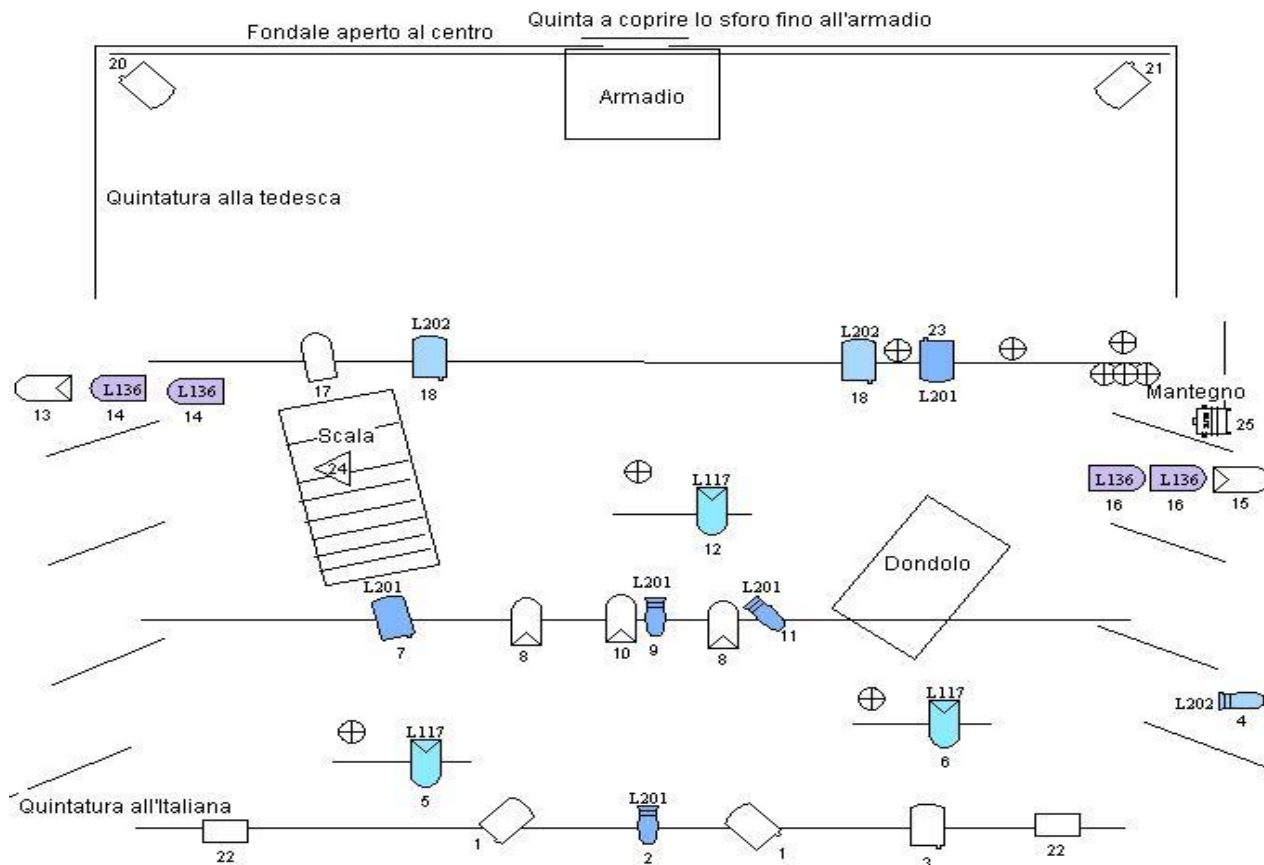 Quinta a coprire lo sforo fino all'armadio
Fondale aperto al centro
20
21
Armadio
Quintatura alla tedesca
L202
L202
23
17
18
18
L201
L136
L136
13
14
14
Mantegno
25
Scala
24
L117
12
L136
L136
16
16
15
Dondolo
L201
L201
L201
7
8
10
9
8
11
L117
L202
4
6
L117
5
Quintatura all'Italiana
L201
22
1
2
1
3
22